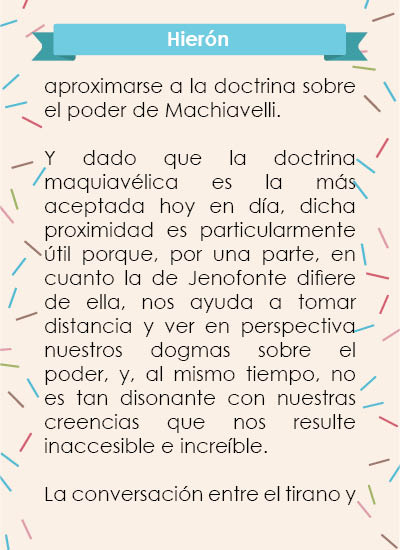 Hierón
aproximarse a la doctrina sobre
el poder de Machiavelli.
Y dado que la doctrina
maquiavélica es la más
aceptada hoy en día, dicha
proximidad es particularmente
útil porque, por una parte, en
cuanto la de Jenofonte difiere
de ella, nos ayuda a tomar
distancia y ver en perspectiva
nuestros dogmas sobre el
poder, y, al mismo tiempo, no
es tan disonante con nuestras
creencias que nos resulte
inaccesible e increíble.
La conversación entre el tirano y